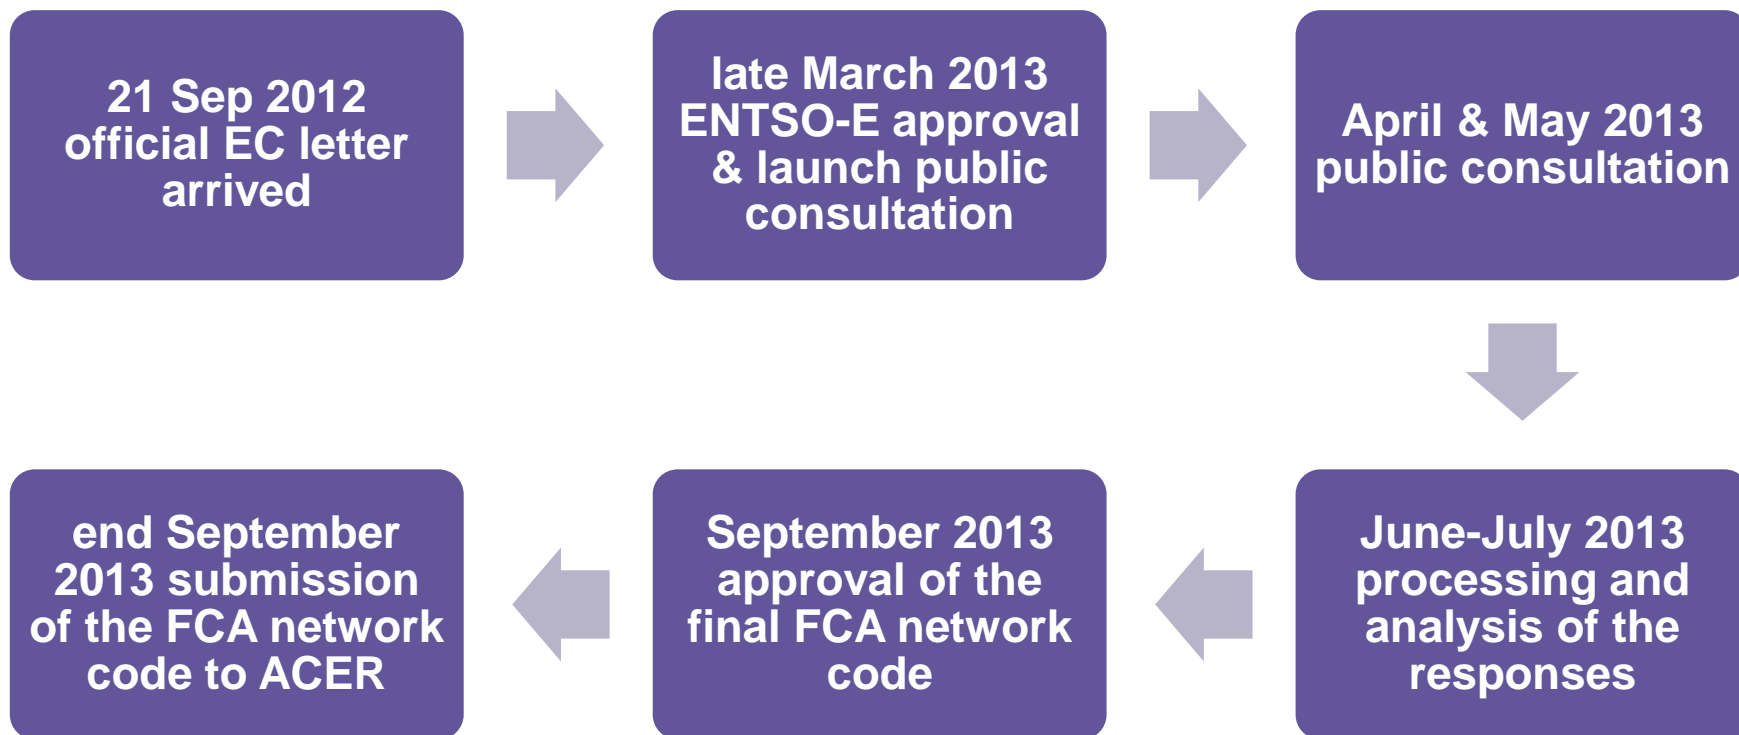 21 Sep 2012
official EC letter
arrived
late March 2013
ENTSO-E approval
& launch public
consultation
April & May 2013
public consultation
June-July 2013
processing and
analysis of the
responses
September 2013
approval of the
final FCA network
code
end September
2013 submission
of the FCA network
code to ACER